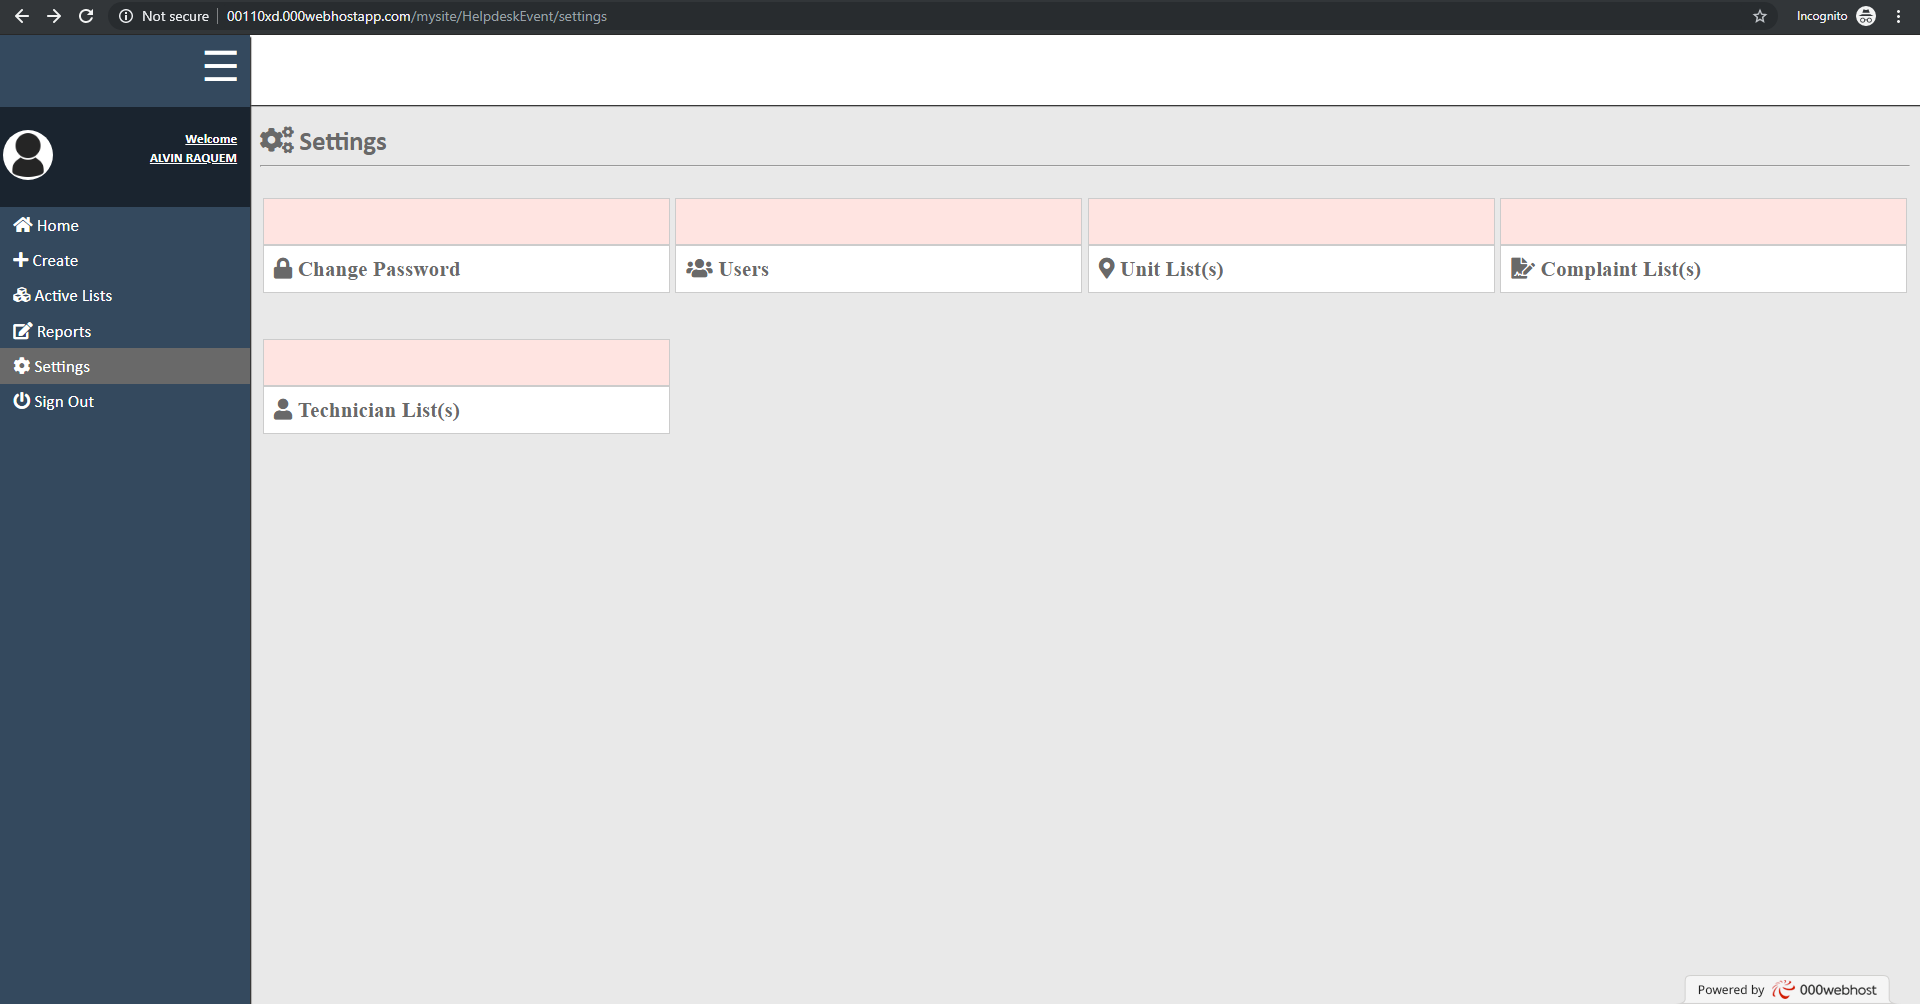 Not secure
00110xd.000webhostapp.com/mysite/HelpdeskEvent/settings
Incognito
Welcome
ALVIN RAQUEM
Home
Create
Active Lists
Reports
Settings
Sign Out
Settings
Change Password
Users
Unit List(s)
Complaint List(s)
Technician List(s)
Powered by 000webhost